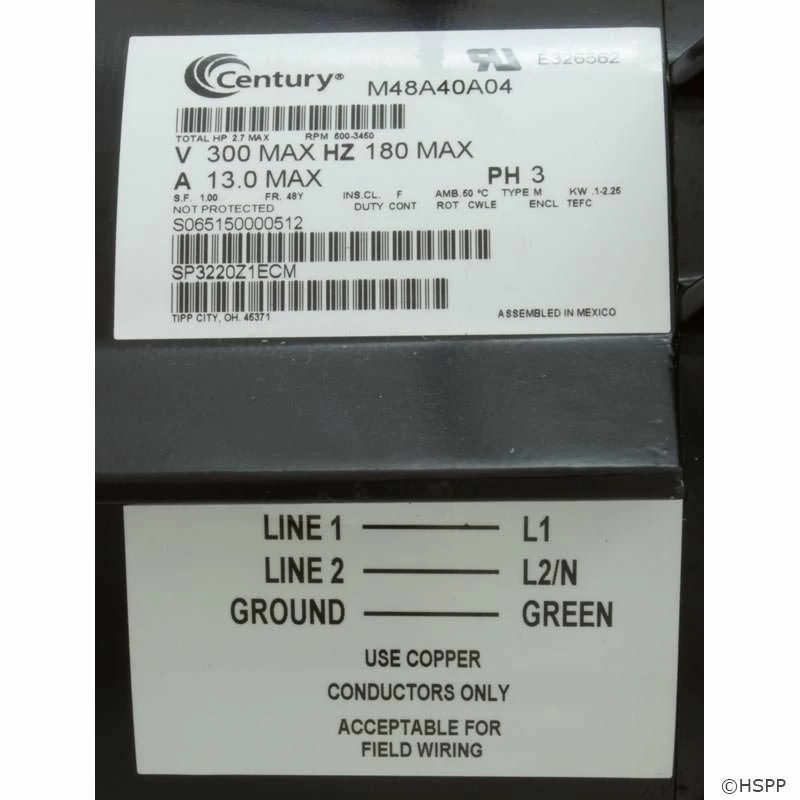 Century® M48A40A04 E326562
TOTAL HP 2.7 MAX RPM 600-3450
V 300 MAX HZ 180 MAX
A 13.0 MAX PH 3
S.F. 1.00 FR. 48Y INS.CL. F AMB.50 °C TYPE M KW .1-2.25
NOT PROTECTED DUTY CONT ROT CWLE ENCL TEFC
S065150000512
SP3220Z1ECM
TIPP CITY, OH. 45371 ASSEMBLED IN MEXICO
LINE 1 L1
LINE 2 L2/N
GROUND GREEN
USE COPPER
CONDUCTORS ONLY
ACCEPTABLE FOR
FIELD WIRING
©HSPP